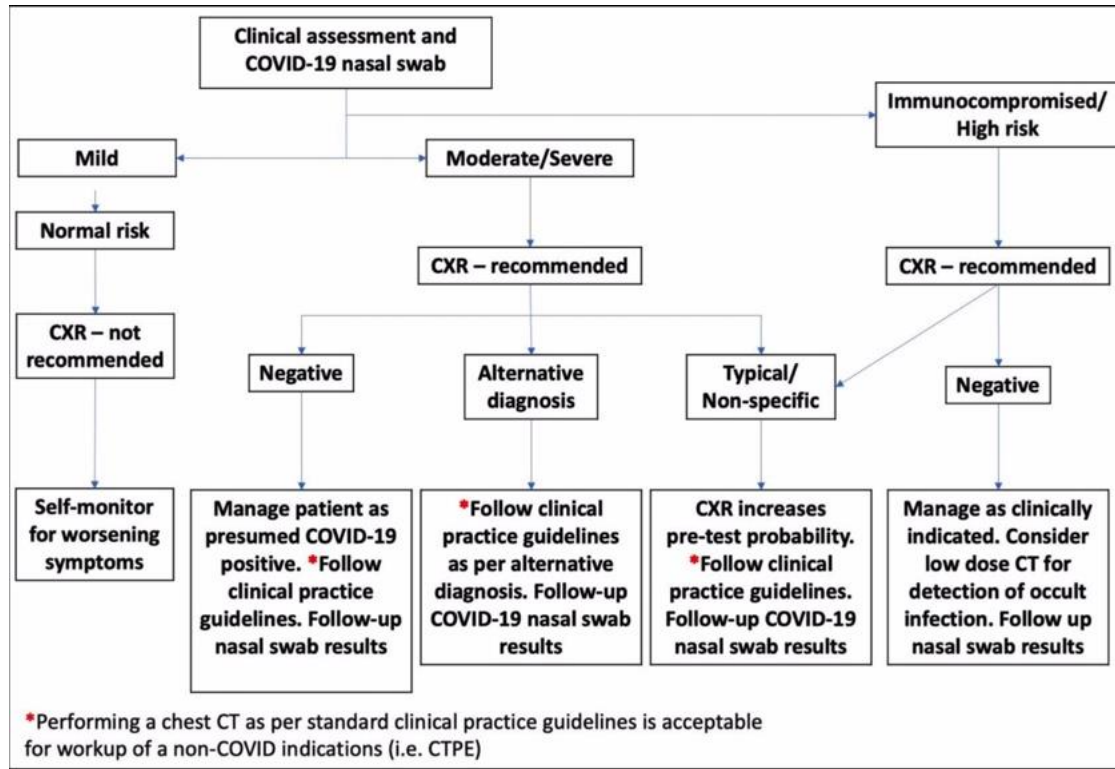 Clinical assessment and
COVID-19 nasal swab
Immunocompromised/
High risk
Mild
Moderate/Severe
Normal risk
CXR – recommended
CXR – recommended
CXR – not
recommended
Negative
Alternative
diagnosis
Typical/
Non-specific
Negative
Self-monitor
for worsening
symptoms
Manage patient as
presumed COVID-19
positive. *Follow
clinical practice
guidelines. Follow-up
nasal swab results
*Follow clinical
practice guidelines
as per alternative
diagnosis. Follow-up
COVID-19 nasal swab
results
CXR increases
pre-test probability.
*Follow clinical
practice guidelines.
Follow-up COVID-19
nasal swab results
Manage as clinically
indicated. Consider
low dose CT for
detection of occult
infection. Follow up
nasal swab results
*Performing a chest CT as per standard clinical practice guidelines is acceptable
for workup of a non-COVID indications (i.e. CTPE)